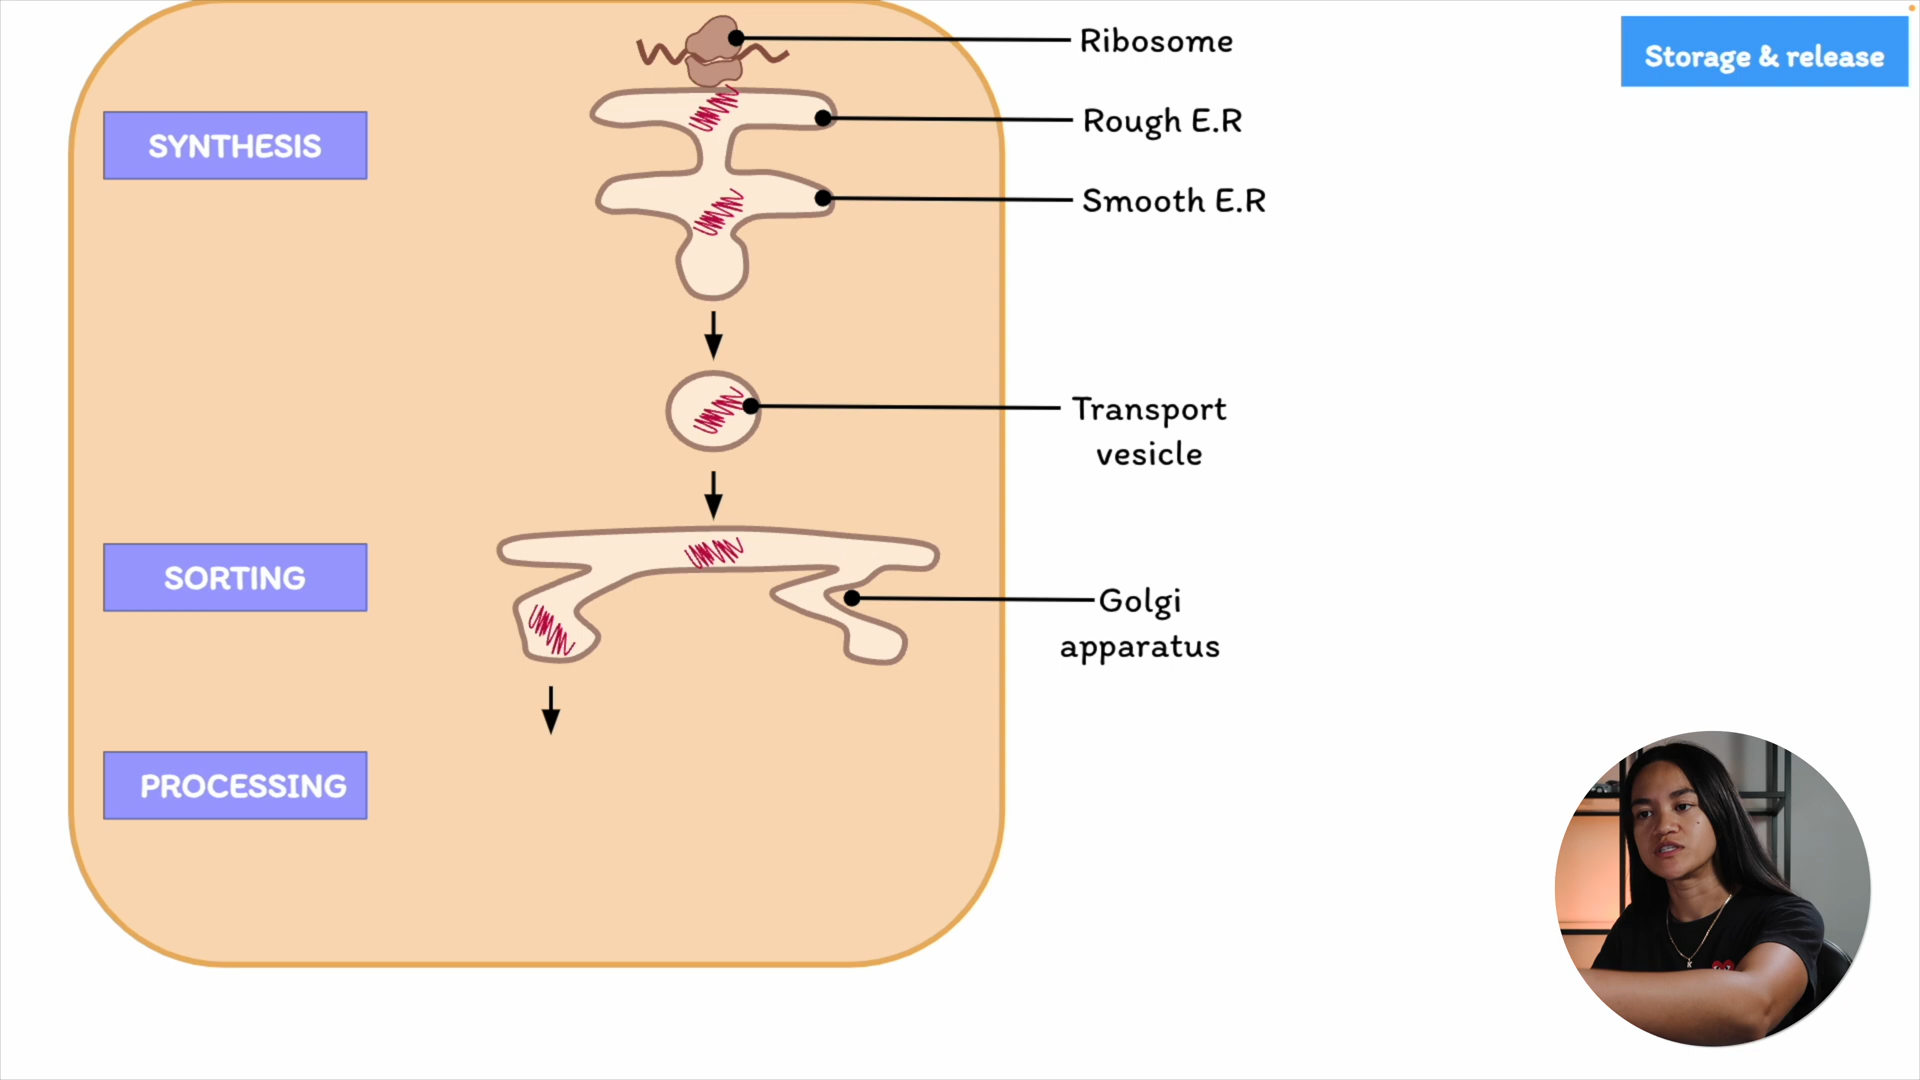 Ribosome
Storage & release
Rough E.R
SYNTHESIS
Smooth E.R
Transport
vesicle
SORTING
Golgi
apparatus
PROCESSING